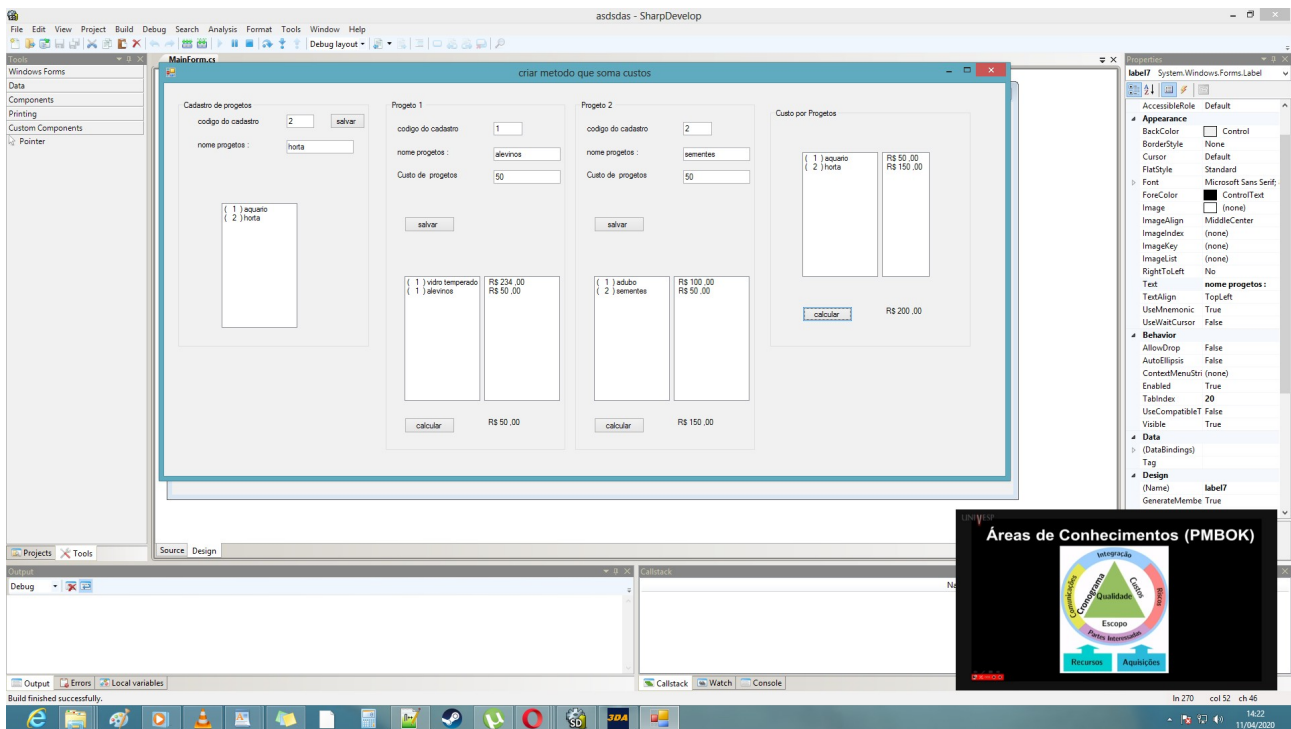 asdsdas - SharpDevelop
File Edit View Project Build Debug Search Analysis Format Tools Window Help
Debug layout
Tools
Windows Forms
Data
Components
Printing
Custom Components
Pointer
MainForm.cs
criar metodo que soma custos
Cadastro de progetos
codigo do cadastro 2 salvar
nome progetos : horta
( 1 ) aquario
( 2 ) horta
Progeto 1
codigo do cadastro 1
nome progetos : alevinos
Custo de progetos 50
salvar
( 1 ) vidro temperado R$ 234 ,00
( 1 ) alevinos R$ 50 ,00
calcular R$ 50 ,00
Progeto 2
codigo do cadastro 2
nome progetos : sementes
Custo de progetos 50
salvar
( 1 ) adubo R$ 100 ,00
( 2 ) sementes R$ 50 ,00
calcular R$ 150 ,00
Custo por Progetos
( 1 ) aquario R$ 50 ,00
( 2 ) horta R$ 150 ,00
calcular R$ 200 ,00
Properties
label7 System.Windows.Forms.Label
AccessibleRole Default
Appearance
BackColor Control
BorderStyle None
Cursor Default
FlatStyle Standard
Font Microsoft Sans Serif;
ForeColor ControlText
Image (none)
ImageAlign MiddleCenter
ImageIndex (none)
ImageKey (none)
ImageList (none)
RightToLeft No
Text nome progetos :
TextAlign TopLeft
UseMnemonic True
UseWaitCursor False
Behavior
AllowDrop False
AutoEllipsis False
ContextMenuStri (none)
Enabled True
TabIndex 20
UseCompatibleT False
Visible True
Data
(DataBindings)
Tag
Design
(Name) label7
GenerateMembe True
Projects Tools
Source Design
Output
Debug
Callstack
Na
UNIVESP
Áreas de Conhecimentos (PMBOK)
Integração
Comunicações
Cronograma
Custos
Riscos
Qualidade
Escopo
Partes Interessadas
Recursos Aquisições
Output Errors Local variables
Callstack Watch Console
Build finished successfully.
ln 270 col 52 ch 46
SD
3DA
14:22
11/04/2020